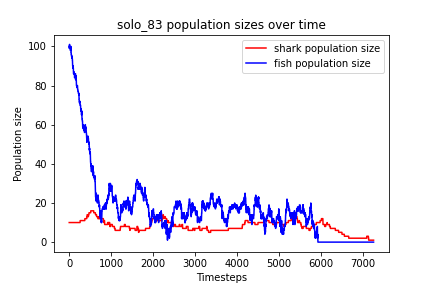 solo_83 population sizes over time
shark population size
fish population size
Population size
100
80
60
40
20
0
0 1000 2000 3000 4000 5000 6000 7000
Timesteps